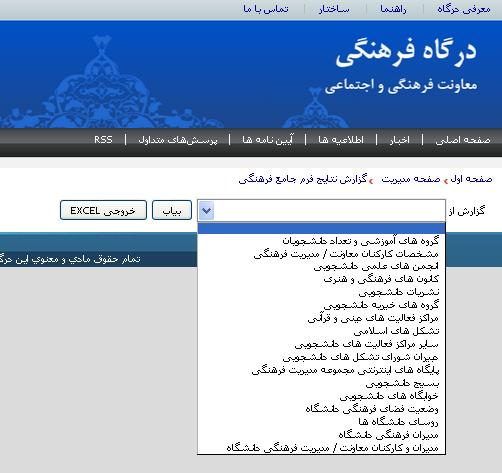 معرفی درگاه | راهنما | ساختار | تماس با ما
درگاه فرهنگی
معاونت فرهنگی و اجتماعی
صفحه اصلی | اخبار | اطلاعیه ها | آیین نامه ها | پرسش‌های متداول | RSS
صفحه اول صفحه مدیریت گزارش نتایج فرم جامع فرهنگی
گزارش از بیاب خروجی EXCEL
گروه های آموزشی و تعداد دانشجویان
مشخصات کارکنان معاونت / مدیریت فرهنگی
انجمن های علمی دانشجویی
کانون های فرهنگی و هنری
نشریات دانشجویی
گروه های خیریه دانشجویی
مراکز فعالیت های دینی و قرآنی
تشکل های اسلامی
سایر مراکز فعالیت های دانشجویی
دبیران شورای تشکل های دانشجویی
پایگاه های اینترنتی مجموعه مدیریت فرهنگی
بسیج دانشجویی
خوابگاه های دانشجویی
وضعیت فضای فرهنگی دانشگاه
روسای دانشگاه ها
مدیران فرهنگی دانشگاه
مدیران و کارکنان معاونت / مدیریت فرهنگی دانشگاه
تمام حقوق مادي و معنوي اين